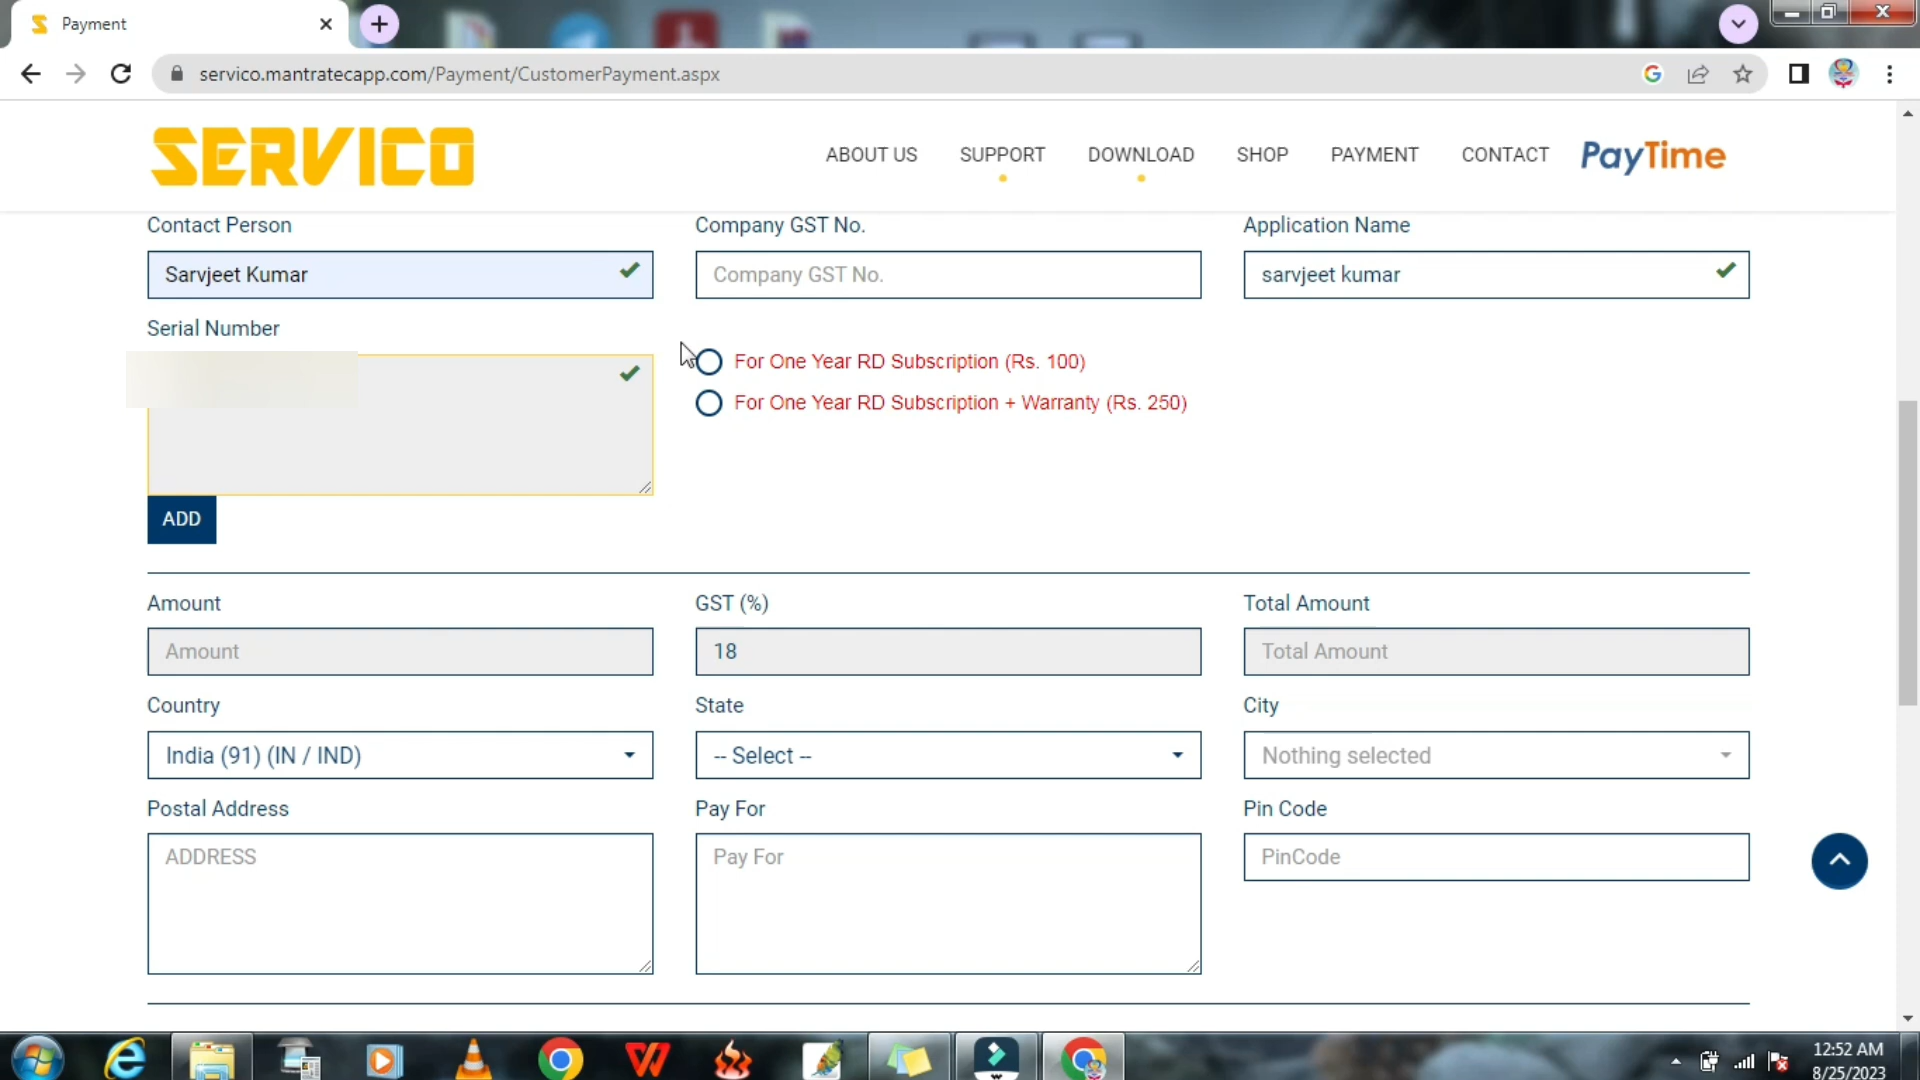 Payment
servico.mantratecapp.com/Payment/CustomerPayment.aspx
SERVICO
ABOUT US SUPPORT DOWNLOAD SHOP PAYMENT CONTACT PayTime
Contact Person Company GST No. Application Name
Sarvjeet Kumar Company GST No. sarvjeet kumar
Serial Number
For One Year RD Subscription (Rs. 100)
For One Year RD Subscription + Warranty (Rs. 250)
ADD
Amount GST (%) Total Amount
Amount 18 Total Amount
Country State City
India (91) (IN / IND) -- Select -- Nothing selected
Postal Address Pay For Pin Code
ADDRESS Pay For PinCode
12:52 AM
8/25/2023